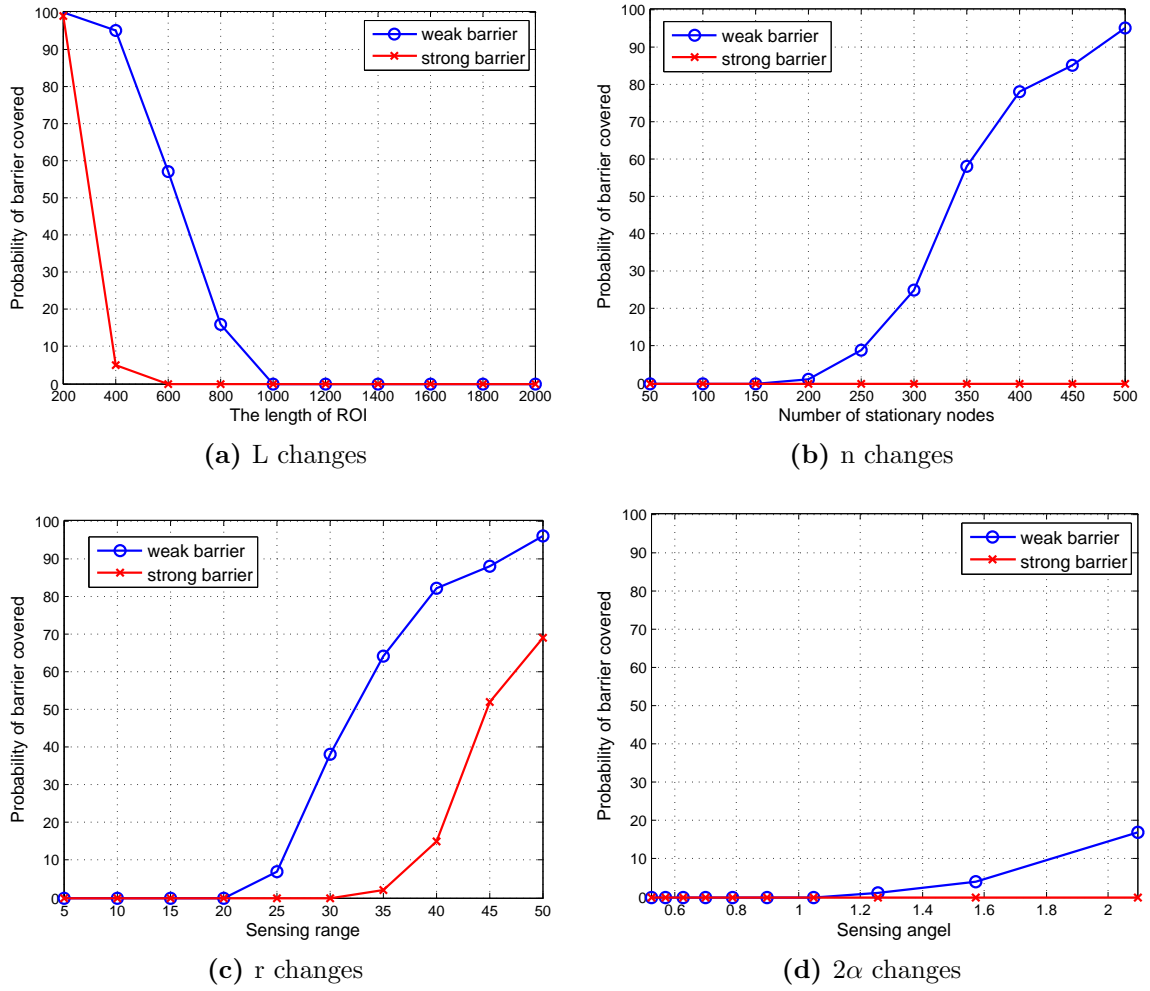 100
90
80
70
60
50
40
30
20
10
0
Probability of barrier covered
weak barrier
strong barrier
200 400 600 800 1000 1200 1400 1600 1800 2000
The length of ROI
(a) L changes
100
90
80
70
60
50
40
30
20
10
0
Probability of barrier covered
weak barrier
strong barrier
50 100 150 200 250 300 350 400 450 500
Number of stationary nodes
(b) n changes
100
90
80
70
60
50
40
30
20
10
0
Probability of barrier covered
weak barrier
strong barrier
5 10 15 20 25 30 35 40 45 50
Sensing range
(c) r changes
100
90
80
70
60
50
40
30
20
10
0
Probability of barrier covered
weak barrier
strong barrier
0.6 0.8 1 1.2 1.4 1.6 1.8 2
Sensing angel
(d) 2α changes